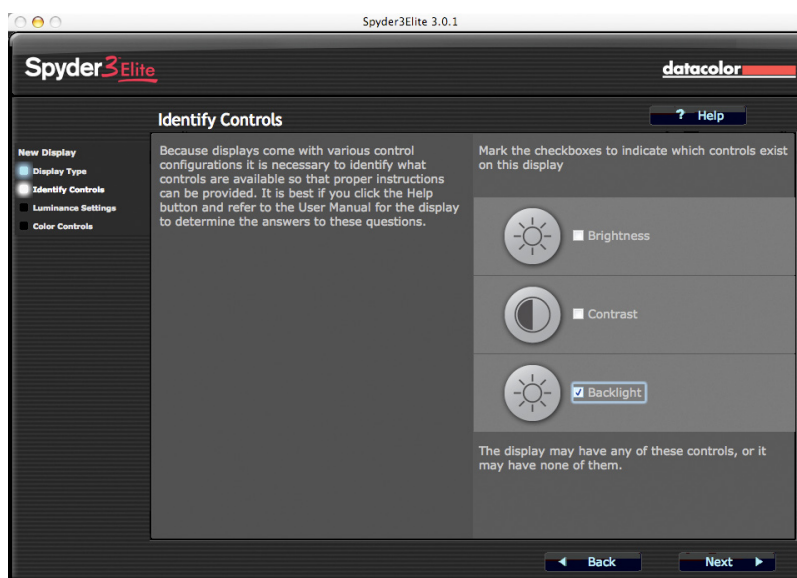 Spyder3Elite 3.0.1
Spyder3Elite
datacolor
Identify Controls
? Help
New Display
Display Type
Identify Controls
Luminance Settings
Color Controls
Because displays come with various control
configurations it is necessary to identify what
controls are available so that proper instructions
can be provided. It is best if you click the Help
button and refer to the User Manual for the display
to determine the answers to these questions.
Mark the checkboxes to indicate which controls exist
on this display
Brightness
Contrast
Backlight
The display may have any of these controls, or it
may have none of them.
Back
Next